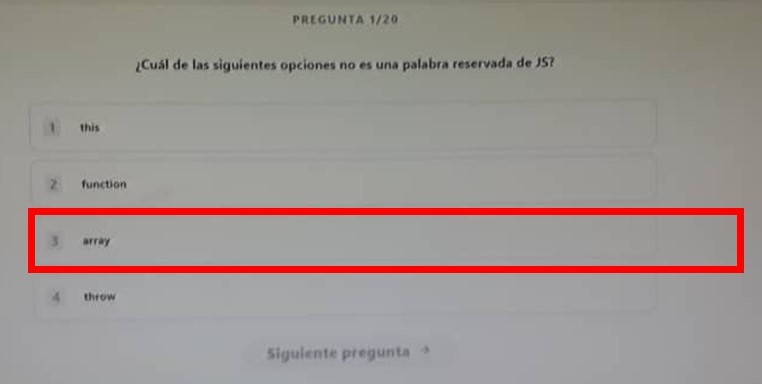 PREGUNTA 1/20
¿Cuál de las siguientes opciones no es una palabra reservada de JS?
1 this
2 function
3 array
4 throw
Siguiente pregunta →